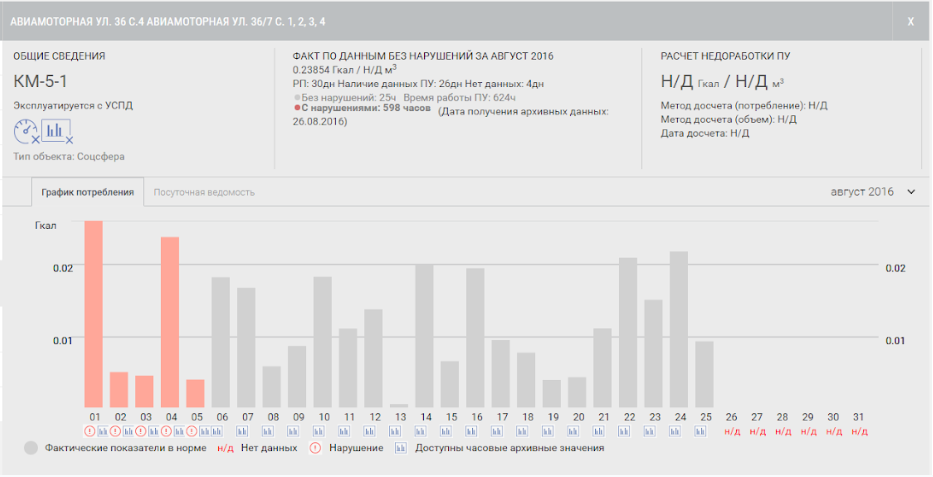 АВИАМОТОРНАЯ УЛ. 36 С.4 АВИАМОТОРНАЯ УЛ. 36/7 С. 1, 2, 3, 4
X
ОБЩИЕ СВЕДЕНИЯ
КМ-5-1
Эксплуатируется с УСПД
Тип объекта: Соцсфера
ФАКТ ПО ДАННЫМ БЕЗ НАРУШЕНИЙ ЗА АВГУСТ 2016
0.23854 Гкал / Н/Д м³
РП: 30дн Наличие данных ПУ: 26дн Нет данных: 4дн
Без нарушений: 25ч Время работы ПУ: 624ч
С нарушениями: 598 часов (Дата получения архивных данных:
26.08.2016)
РАСЧЕТ НЕДОРАБОТКИ ПУ
Н/Д Гкал / Н/Д м³
Метод досчета (потребление): Н/Д
Метод досчета (объем): Н/Д
Дата досчета: Н/Д
График потребления
Посуточная ведомость
август 2016
Гкал
0.02 0.02
0.01 0.01
01 02 03 04 05 06 07 08 09 10 11 12 13 14 15 16 17 18 19 20 21 22 23 24 25 26 27 28 29 30 31
н/д н/д н/д н/д н/д н/д
Фактические показатели в норме н/д Нет данных Нарушение Доступны часовые архивные значения